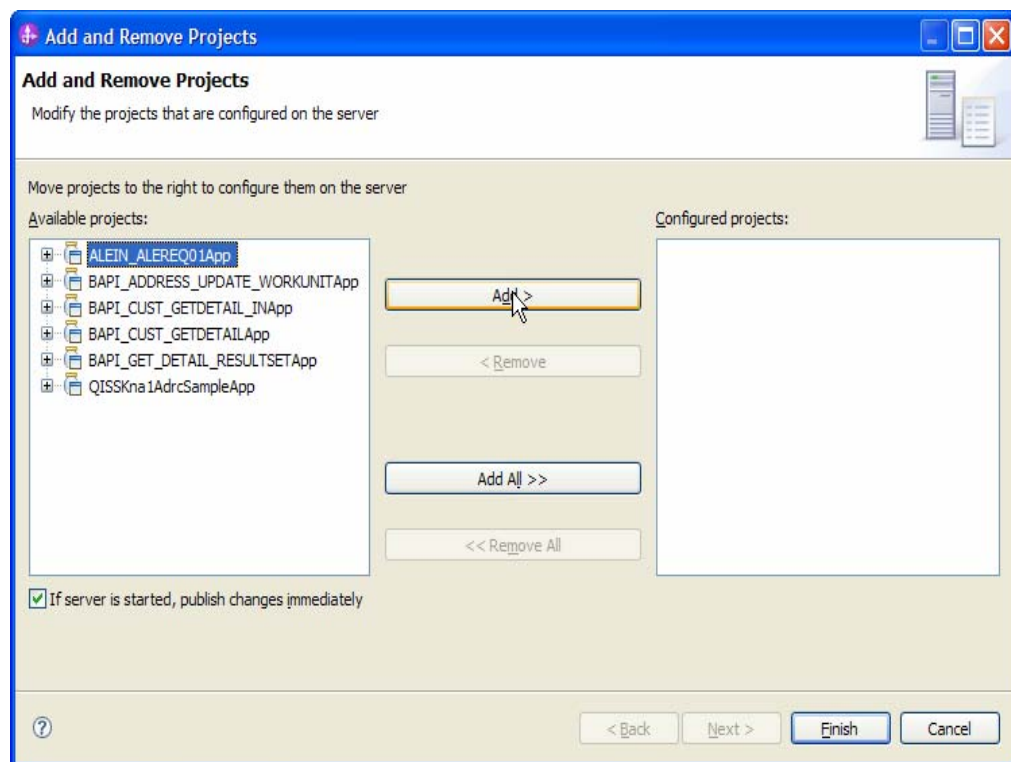 Add and Remove Projects
Add and Remove Projects
Modify the projects that are configured on the server
Move projects to the right to configure them on the server
Available projects:
Configured projects:
ALEIN_ALEREQ01App
BAPI_ADDRESS_UPDATE_WORKUNITApp
BAPI_CUST_GETDETAIL_INApp
BAPI_CUST_GETDETAILApp
BAPI_GET_DETAIL_RESULTSETApp
QISSKna1AdrcSampleApp
Add >
< Remove
Add All >>
<< Remove All
If server is started, publish changes immediately
?
< Back
Next >
Finish
Cancel